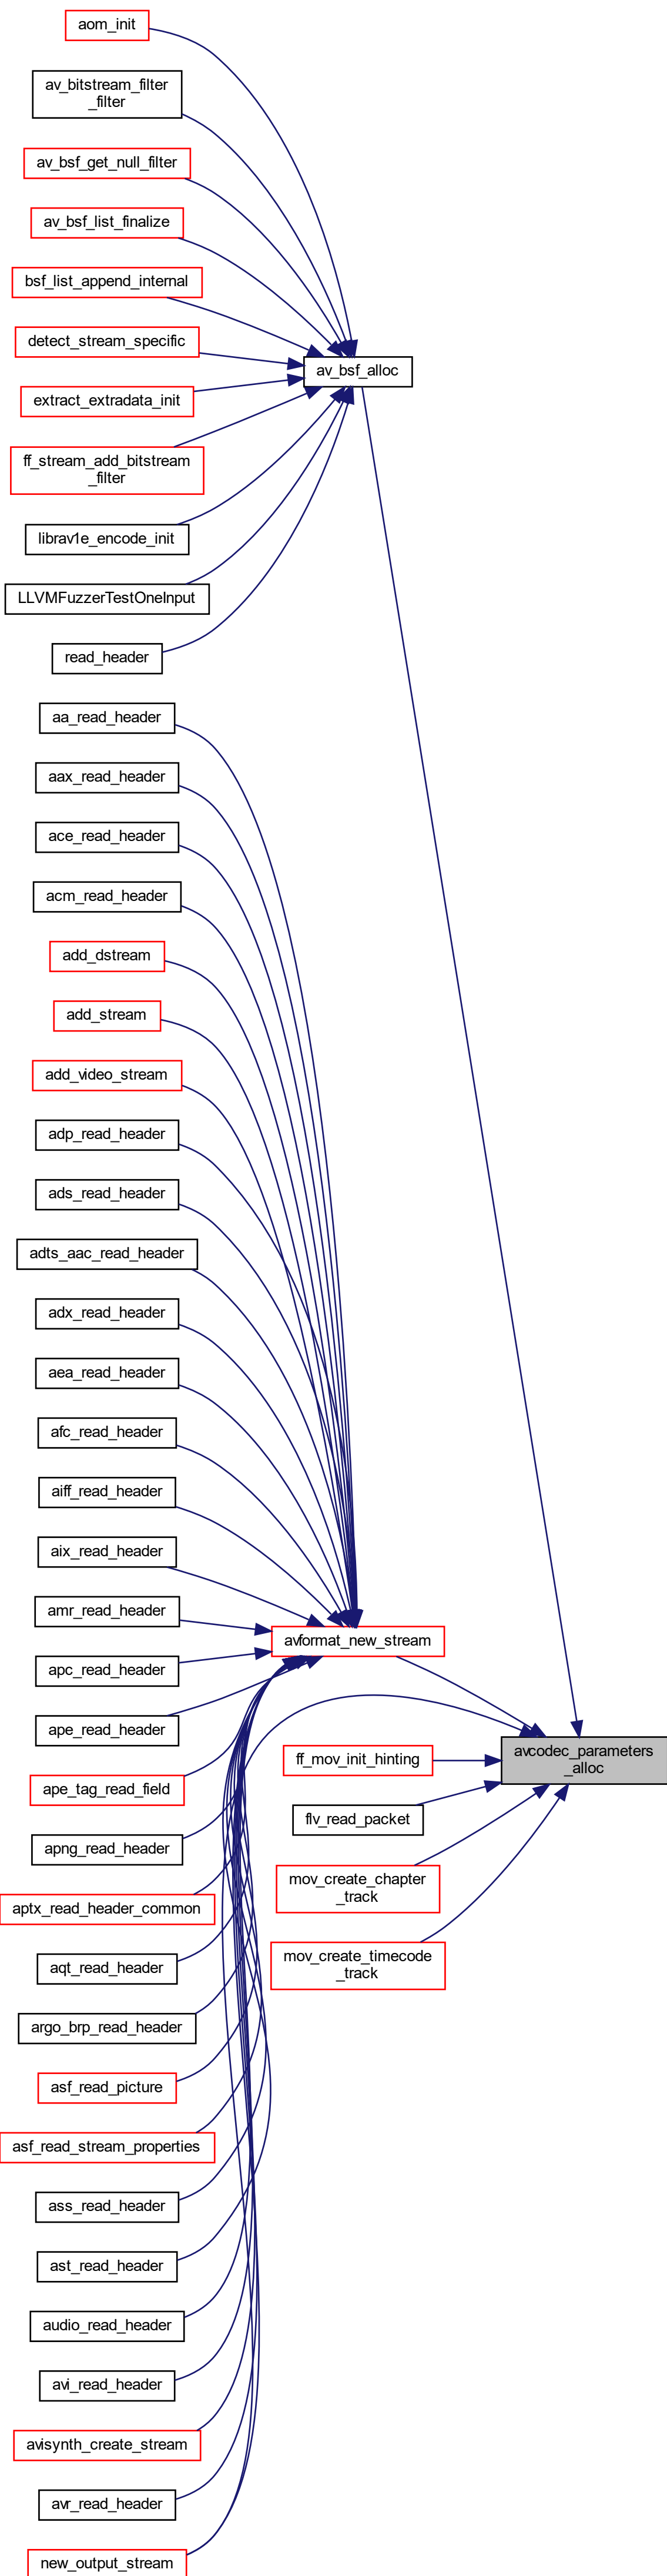 aom_init
av_bitstream_filter
_filter
av_bsf_get_null_filter
av_bsf_list_finalize
bsf_list_append_internal
detect_stream_specific
av_bsf_alloc
extract_extradata_init
ff_stream_add_bitstream
_filter
librav1e_encode_init
LLVMFuzzerTestOneInput
read_header
aa_read_header
aax_read_header
ace_read_header
acm_read_header
add_dstream
add_stream
add_video_stream
adp_read_header
ads_read_header
adts_aac_read_header
adx_read_header
aea_read_header
afc_read_header
aiff_read_header
aix_read_header
amr_read_header
avformat_new_stream
apc_read_header
ape_read_header
avcodec_parameters
_alloc
ff_mov_init_hinting
ape_tag_read_field
flv_read_packet
apng_read_header
mov_create_chapter
_track
aptx_read_header_common
mov_create_timecode
_track
aqt_read_header
argo_brp_read_header
asf_read_picture
asf_read_stream_properties
ass_read_header
ast_read_header
audio_read_header
avi_read_header
avisynth_create_stream
avr_read_header
new_output_stream